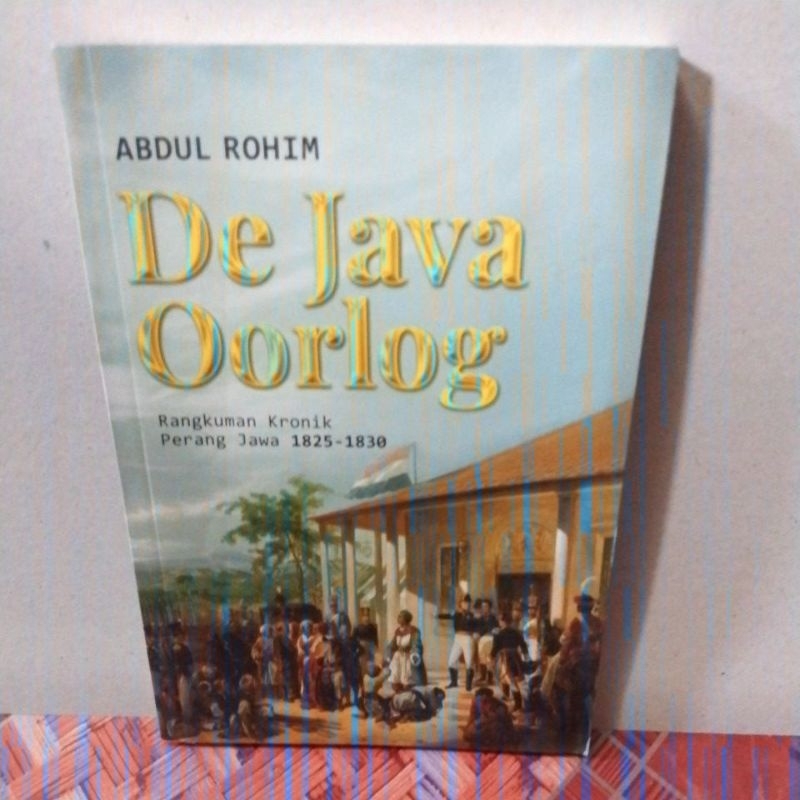 ABDUL ROHIM
De Java
Oorlog
Rangkuman Kronik
Perang Jawa 1825-1830